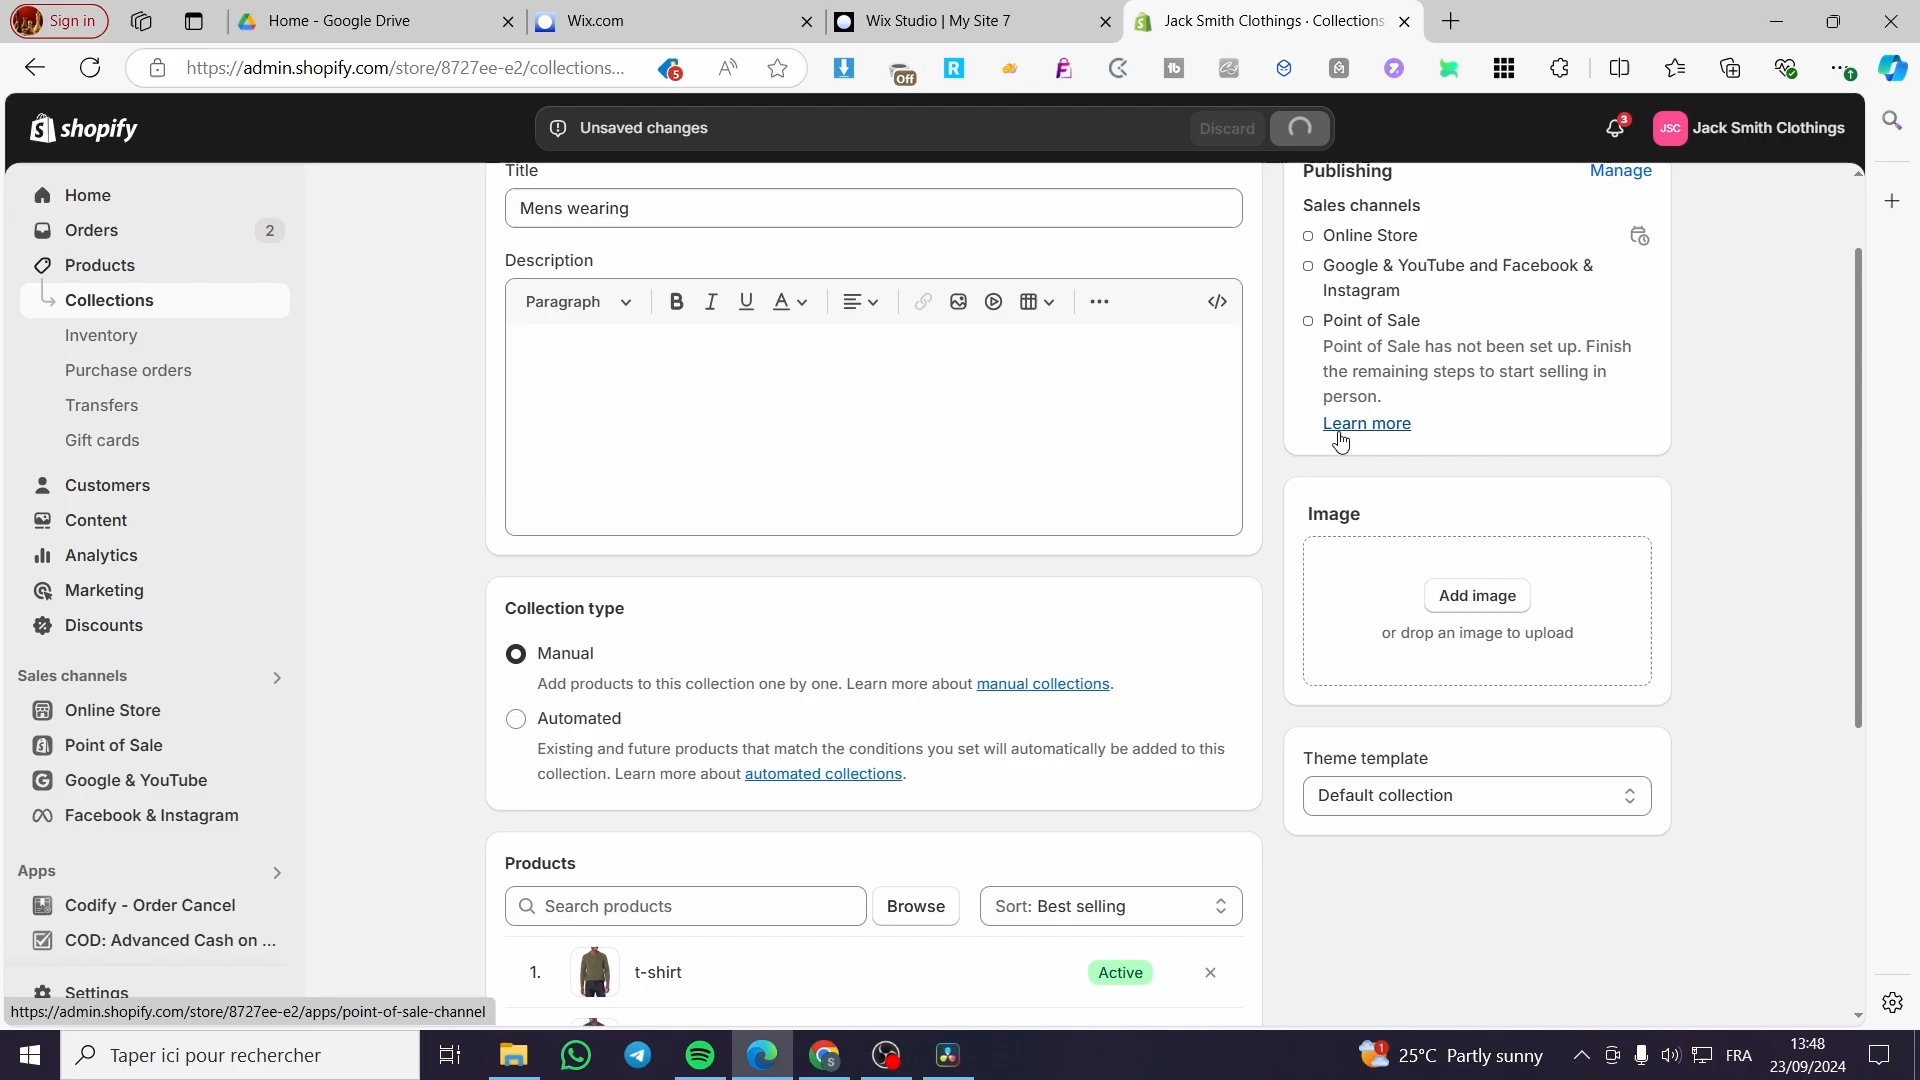 Sign in
Home - Google Drive
Wix.com
Wix Studio | My Site 7
Jack Smith Clothings · Collections
https://admin.shopify.com/store/8727ee-e2/collections...
5
Off
shopify
Unsaved changes
Discard
3
JSC
Jack Smith Clothings
Home
Orders
2
Products
Collections
Inventory
Purchase orders
Transfers
Gift cards
Customers
Content
Analytics
Marketing
Discounts
Sales channels
Online Store
Point of Sale
Google & YouTube
Facebook & Instagram
Apps
Codify - Order Cancel
COD: Advanced Cash on ...
Settings
https://admin.shopify.com/store/8727ee-e2/apps/point-of-sale-channel
Title
Mens wearing
Description
Paragraph
Collection type
Manual
Add products to this collection one by one. Learn more about manual collections.
Automated
Existing and future products that match the conditions you set will automatically be added to this
collection. Learn more about automated collections.
Products
Search products
Browse
Sort: Best selling
1.
t-shirt
Active
Publishing
Manage
Sales channels
Online Store
Google & YouTube and Facebook &
Instagram
Point of Sale
Point of Sale has not been set up. Finish
the remaining steps to start selling in
person.
Learn more
Image
Add image
or drop an image to upload
Theme template
Default collection
Taper ici pour rechercher
25°C Partly sunny
FRA
13:48
23/09/2024